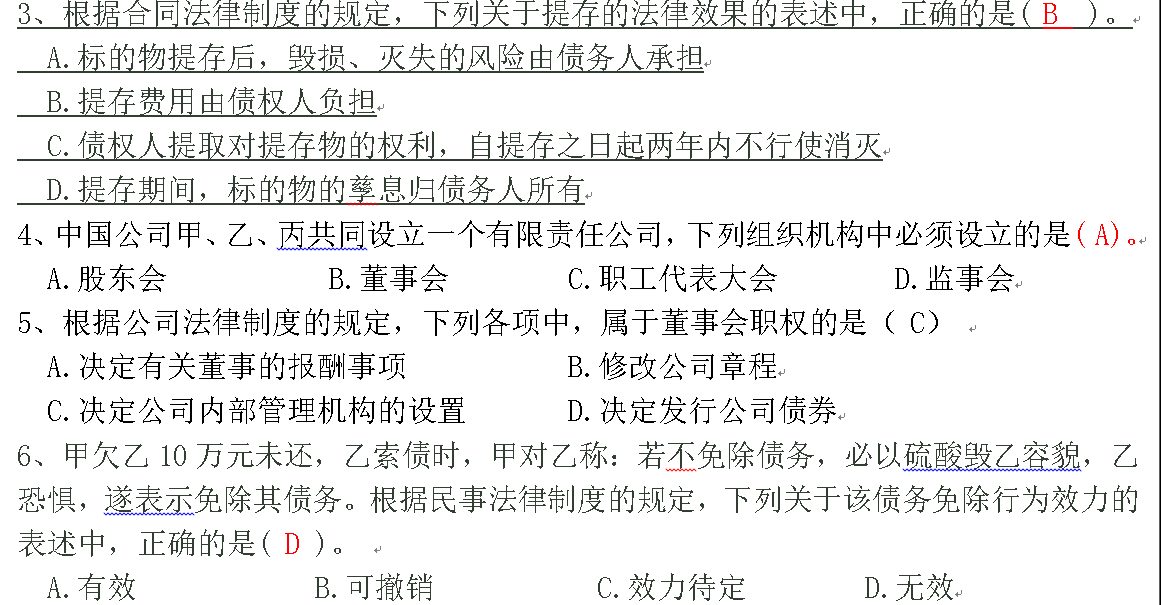 3、根据合同法律制度的规定，下列关于提存的法律效果的表述中，正确的是( B )。
A.标的物提存后，毁损、灭失的风险由债务人承担
B.提存费用由债权人负担
C.债权人提取对提存物的权利，自提存之日起两年内不行使消灭
D.提存期间，标的物的孳息归债务人所有
4、中国公司甲、乙、丙共同设立一个有限责任公司，下列组织机构中必须设立的是( A)。
A.股东会 B.董事会 C.职工代表大会 D.监事会
5、根据公司法律制度的规定，下列各项中，属于董事会职权的是（ C）
A.决定有关董事的报酬事项 B.修改公司章程
C.决定公司内部管理机构的设置 D.决定发行公司债券
6、甲欠乙 10 万元未还，乙索债时，甲对乙称：若不免除债务，必以硫酸毁乙容貌，乙
恐惧，遂表示免除其债务。根据民事法律制度的规定，下列关于该债务免除行为效力的
表述中，正确的是( D )。
A.有效 B.可撤销 C.效力待定 D.无效